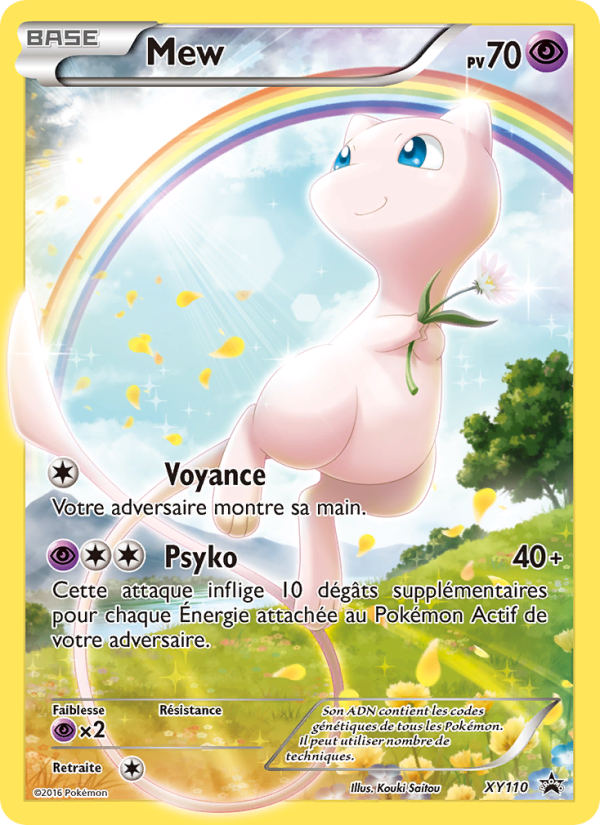 BASE Mew PV70
Voyance
Votre adversaire montre sa main.
Psyko 40+
Cette attaque inflige 10 dégâts supplémentaires
pour chaque Énergie attachée au Pokémon Actif de
votre adversaire.
Faiblesse Résistance
×2
Retraite
Son ADN contient les codes
génétiques de tous les Pokémon.
Il peut utiliser nombre de
techniques.
©2016 Pokémon Illus. Kouki Saitou XY110